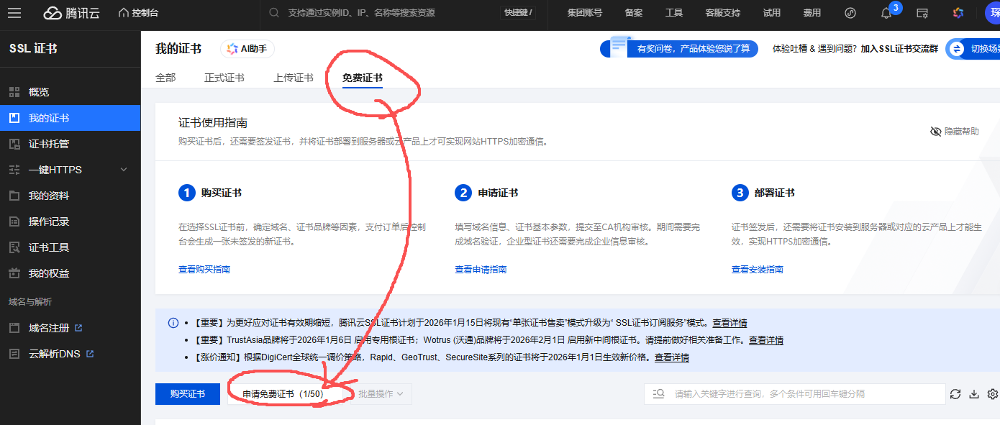 腾讯云 控制台 支持通过实例ID、IP、名称等搜索资源 快捷键 / 集团账号 备案 工具 客服支持 试用 费用 3
SSL 证书
概览
我的证书
证书托管
一键HTTPS
我的资料
操作记录
证书工具
我的权益
域名与解析
域名注册
云解析DNS
我的证书 AI助手 有奖问卷，产品体验您说了算 体验吐槽 & 遇到问题？加入SSL证书交流群 切换场
全部 正式证书 上传证书 免费证书
证书使用指南
购买证书后，还需要签发证书，并将证书部署到服务器或云产品上才可实现网站HTTPS加密通信。
隐藏帮助
1 购买证书
在选择SSL证书前，确定域名、证书品牌等因素，支付订单后控制
台会生成一张未签发的新证书。
查看购买指南
2 申请证书
填写域名信息、证书基本参数，提交至CA机构审核。期间需要完
成域名验证，企业型证书还需要完成企业信息审核。
查看申请指南
3 部署证书
证书签发后，还需要将证书安装到服务器或对应的云产品上才能生
效，实现HTTPS加密通信。
查看安装指南
• 【重要】为更好应对证书有效期缩短，腾讯云SSL证书计划于2026年1月15日将现有“单张证书售卖”模式升级为“ SSL证书订阅服务”模式。查看详情
• 【重要】TrustAsia品牌将于2026年1月6日 启用专用根证书；Wotrus (沃通)品牌将于2026年2月1日 启用新中间根证书。请提前做好相关准备工作。查看详情
• 【涨价通知】根据DigiCert全球统一调价策略，Rapid、GeoTrust、SecureSite系列的证书将于2026年1月1日生效新价格。查看详情
购买证书 申请免费证书（1/50） 批量操作 请输入关键字进行查询，多个条件可用回车键分隔